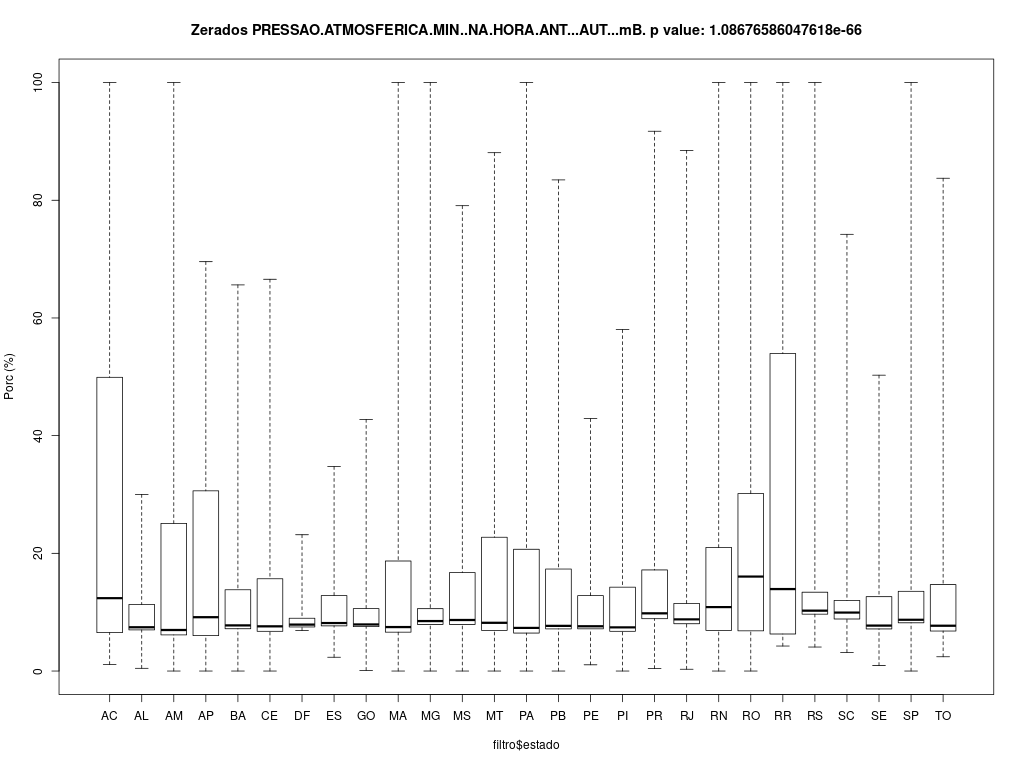 Zerados PRESSAO.ATMOSFERICA.MIN..NA.HORA.ANT...AUT...mB. p value: 1.08676586047618e-66
Porc (%)
100
80
60
40
20
0
AC AL AM AP BA CE DF ES GO MA MG MS MT PA PB PE PI PR RJ RN RO RR RS SC SE SP TO
filtro$estado